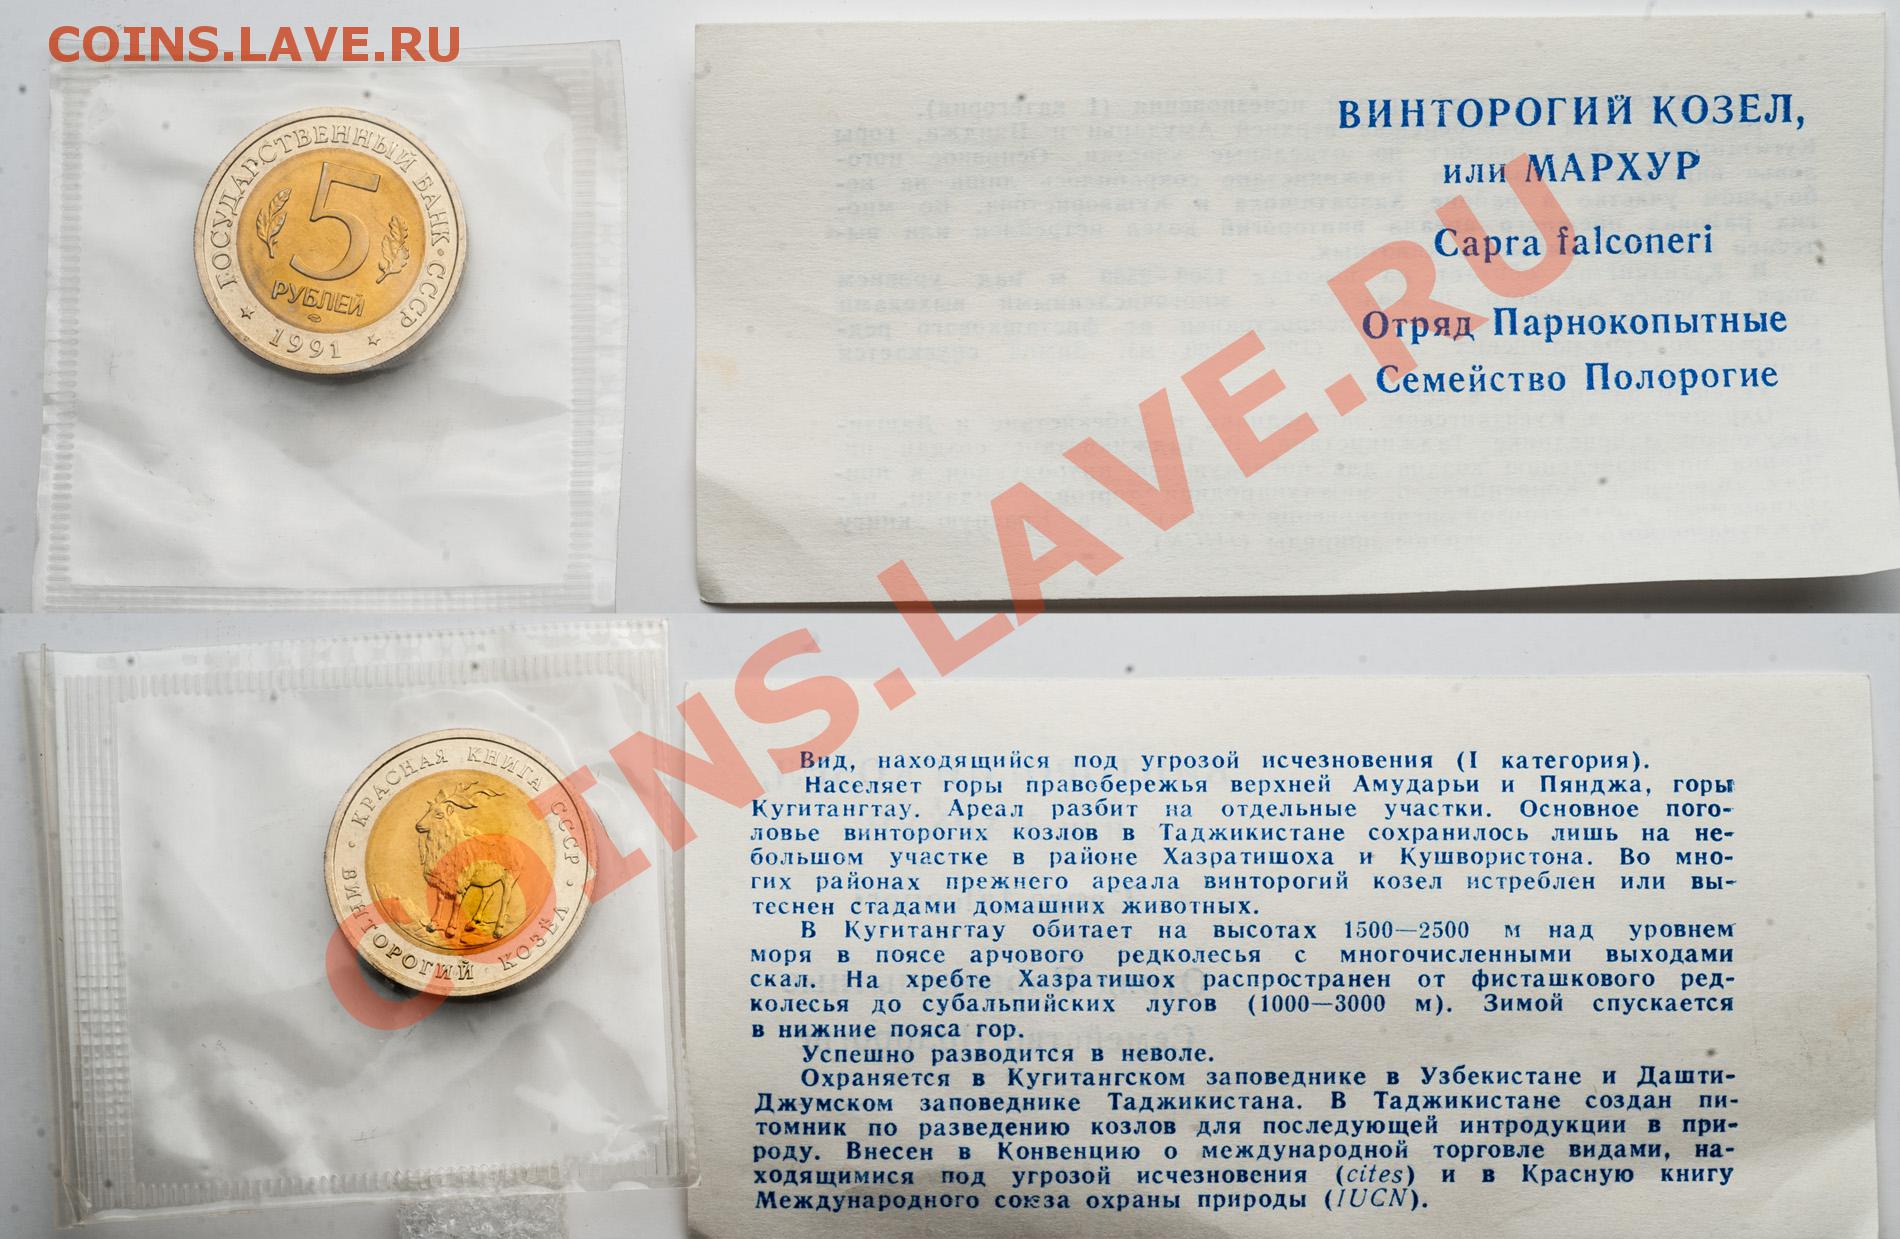 COINS.LAVE.RU
ГОСУДАРСТВЕННЫЙ БАНК · СССР
5
РУБЛЕЙ
1991
ВИНТОРОГИЙ КОЗЕЛ,
или МАРХУР
Capra falconeri
Отряд Парнокопытные
Семейство Полорогие
COINS.LAVE.RU
КРАСНАЯ КНИГА СССР
ВИНТОРОГИЙ КОЗЁЛ
Вид, находящийся под угрозой исчезновения (I категория).
Населяет горы правобережья верхней Амударьи и Пянджа, горы
Кугитангтау. Ареал разбит на отдельные участки. Основное пого-
ловье винторогих козлов в Таджикистане сохранилось лишь на не-
большом участке в районе Хазратишоха и Кушвористона. Во мно-
гих районах прежнего ареала винторогий козел истреблен или вы-
теснен стадами домашних животных.
В Кугитангтау обитает на высотах 1500—2500 м над уровнем
моря в поясе арчового редколесья с многочисленными выходами
скал. На хребте Хазратишох распространен от фисташкового ред-
колесья до субальпийских лугов (1000—3000 м). Зимой спускается
в нижние пояса гор.
Успешно разводится в неволе.
Охраняется в Кугитангском заповеднике в Узбекистане и Дашти-
Джумском заповеднике Таджикистана. В Таджикистане создан пи-
томник по разведению козлов для последующей интродукции в при-
роду. Внесен в Конвенцию о международной торговле видами, на-
ходящимися под угрозой исчезновения (cites) и в Красную книгу
Международного союза охраны природы (IUCN).